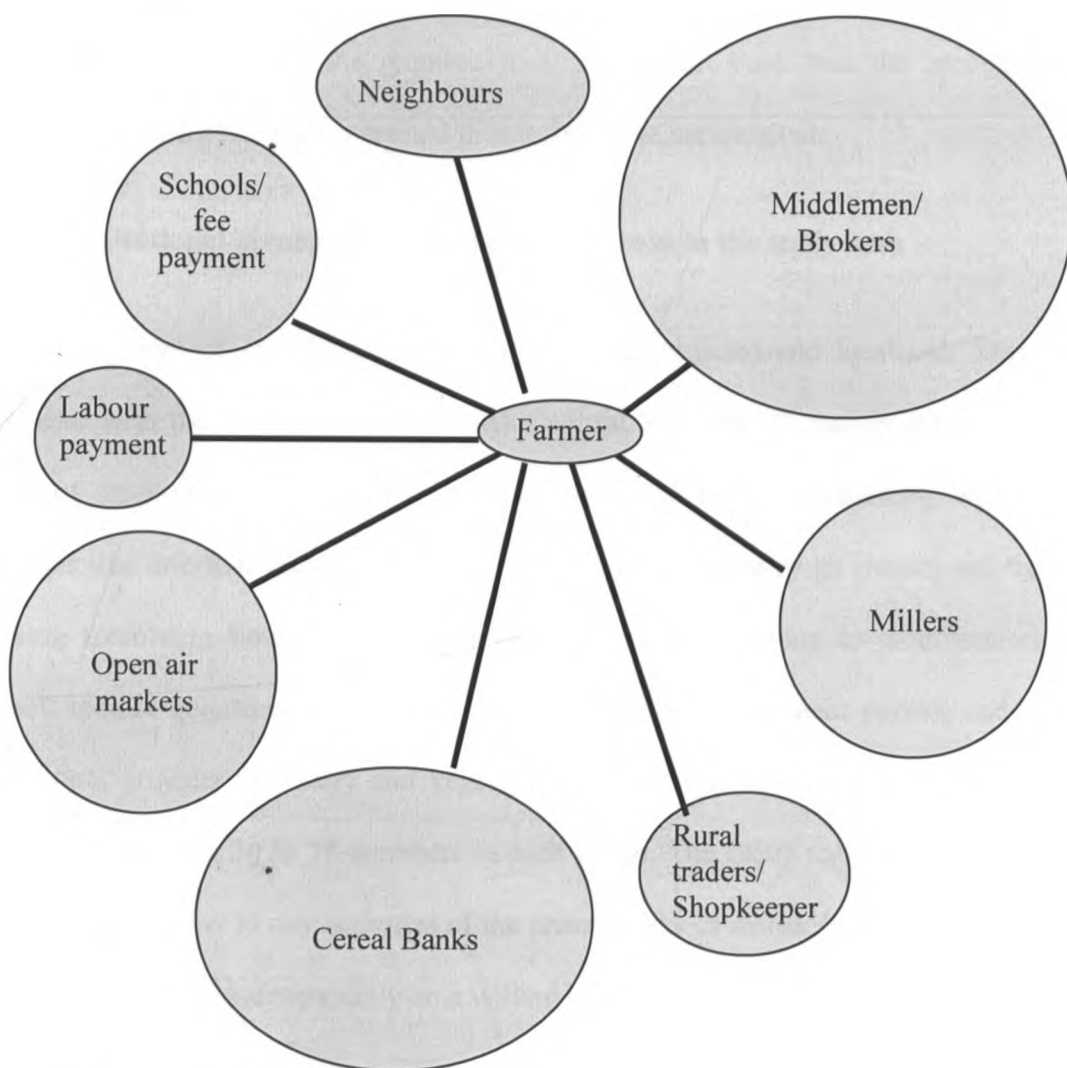 Neighbours
Schools/
fee
payment
Middlemen/
Brokers
Labour
payment
Farmer
Open air
markets
Millers
Rural
traders/
Shopkeeper
Cereal Banks